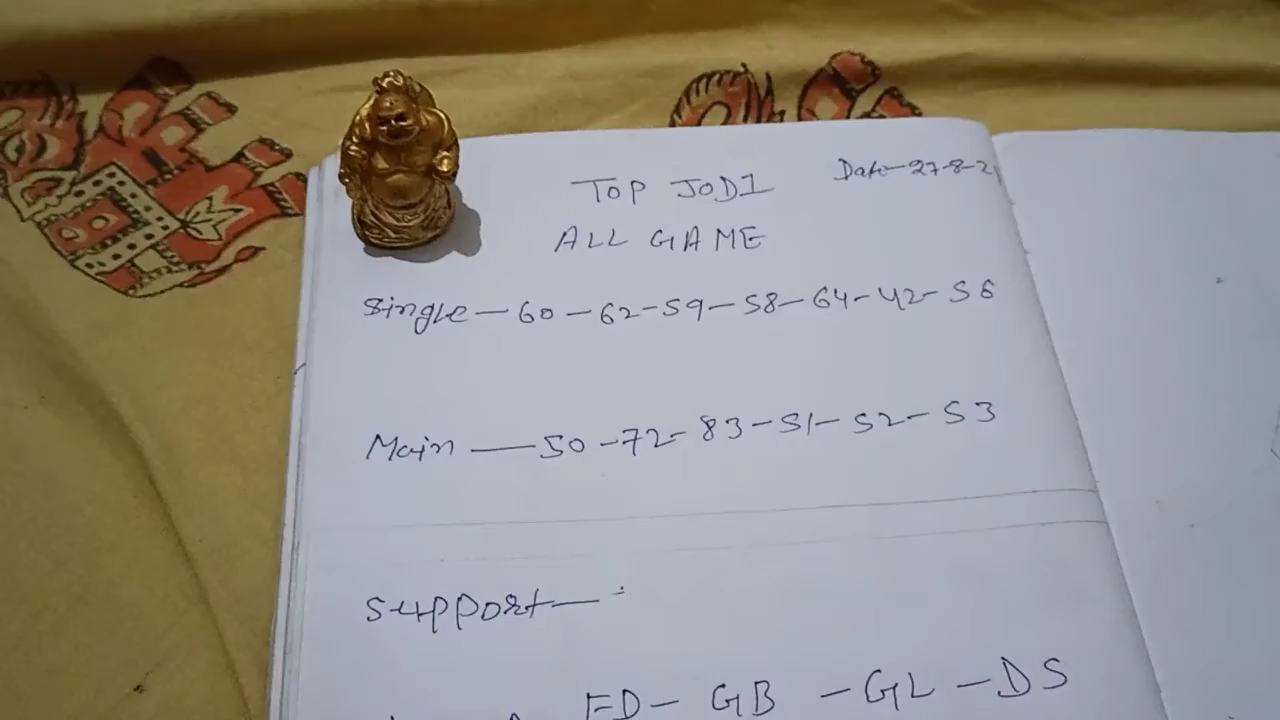 Date-27-8-21
TOP JODI
ALL GAME
Single - 60 - 62 - 59 - 58 - 64 - 42 - 56
Main - 50 - 72 - 83 - 51 - 52 - 53
Support -
FD - GB - GL - DS